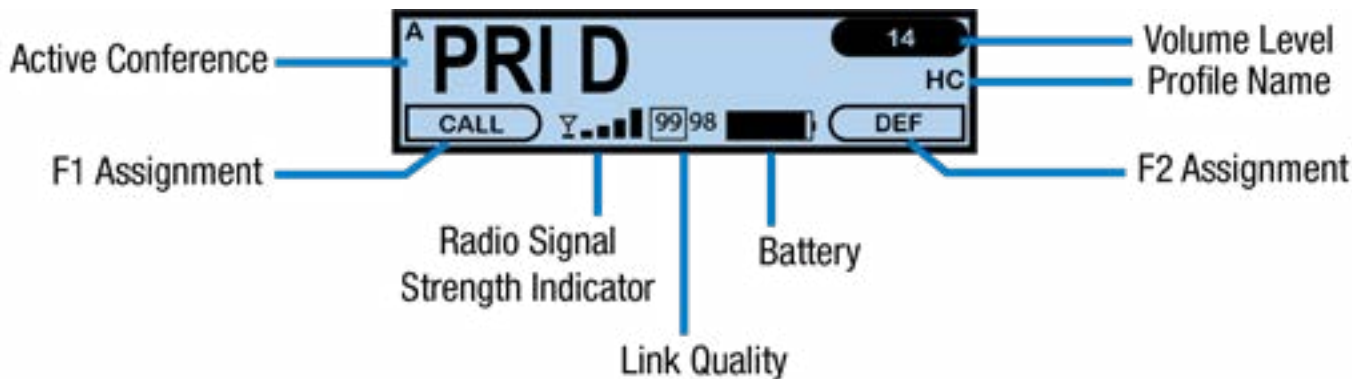 A PRI D
14
HC
CALL 99 98 DEF
Active Conference
Volume Level
Profile Name
F1 Assignment
F2 Assignment
Radio Signal
Strength Indicator
Battery
Link Quality